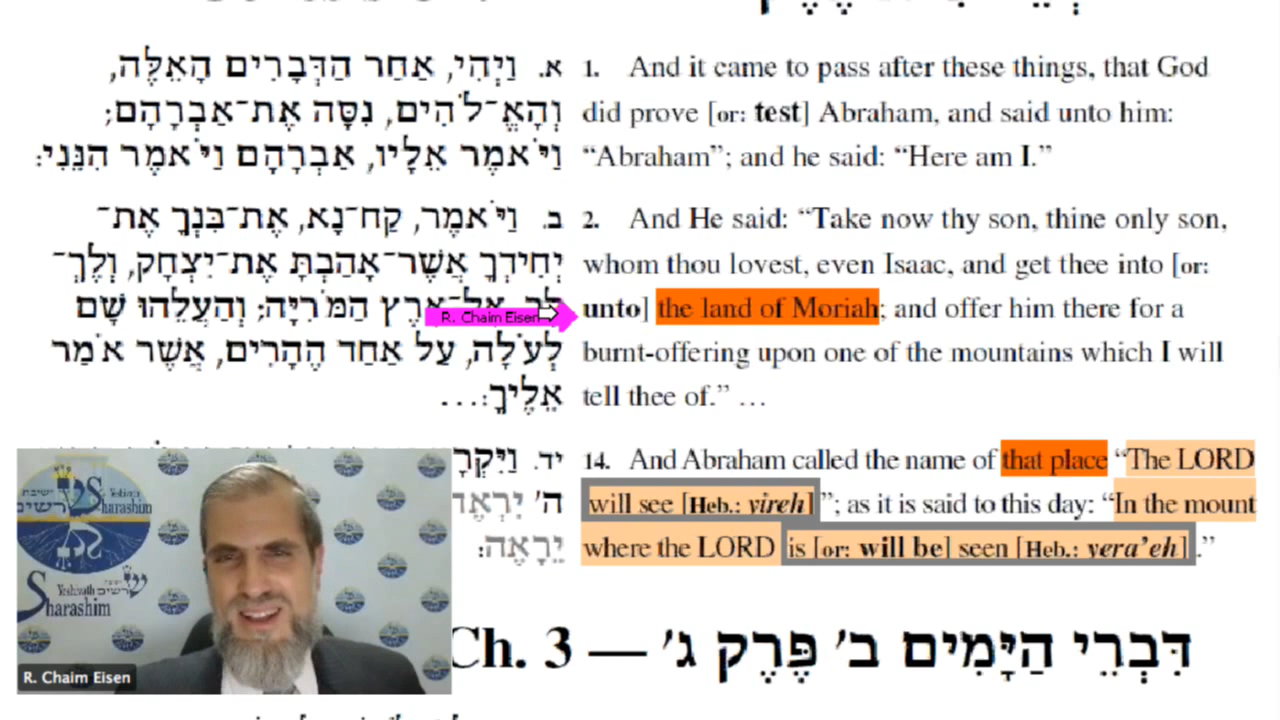 א. וַיְהִי, אַחַר הַדְּבָרִים הָאֵלֶּה,
וְהָאֱ־לֹהִים, נִסָּה אֶת־אַבְרָהָם;
וַיֹּאמֶר אֵלָיו, אַבְרָהָם וַיֹּאמֶר הִנֵּנִי:
1. And it came to pass after these things, that God
did prove [or: test] Abraham, and said unto him:
“Abraham”; and he said: “Here am I.”
ב. וַיֹּאמֶר, קַח־נָא, אֶת־בִּנְךָ אֶת־
יְחִידְךָ אֲשֶׁר־אָהַבְתָּ אֶת־יִצְחָק, וְלֶךְ־
לְךָ אֶל־אֶרֶץ הַמֹּרִיָּה; וְהַעֲלֵהוּ שָׁם
לְעֹלָה, עַל אַחַד הֶהָרִים, אֲשֶׁר אֹמַר
אֵלֶיךָ:…
2. And He said: “Take now thy son, thine only son,
whom thou lovest, even Isaac, and get thee into [or:
unto] the land of Moriah; and offer him there for a
burnt-offering upon one of the mountains which I will
tell thee of.” …
R. Chaim Eisen
יד. וַיִּקְרָ
ה' יִרְאֶה
יֵרָאֶה:
14. And Abraham called the name of that place “The LORD
will see [Heb.: yireh]”; as it is said to this day: “In the mount
where the LORD is [or: will be] seen [Heb.: yera’eh].”
Ch. 3 — דִּבְרֵי הַיָּמִים ב' פֶּרֶק ג'
ישיבת
שרשים
Yeshivath
Sharashim
Yeshivath שרשים
Sharashim
R. Chaim Eisen